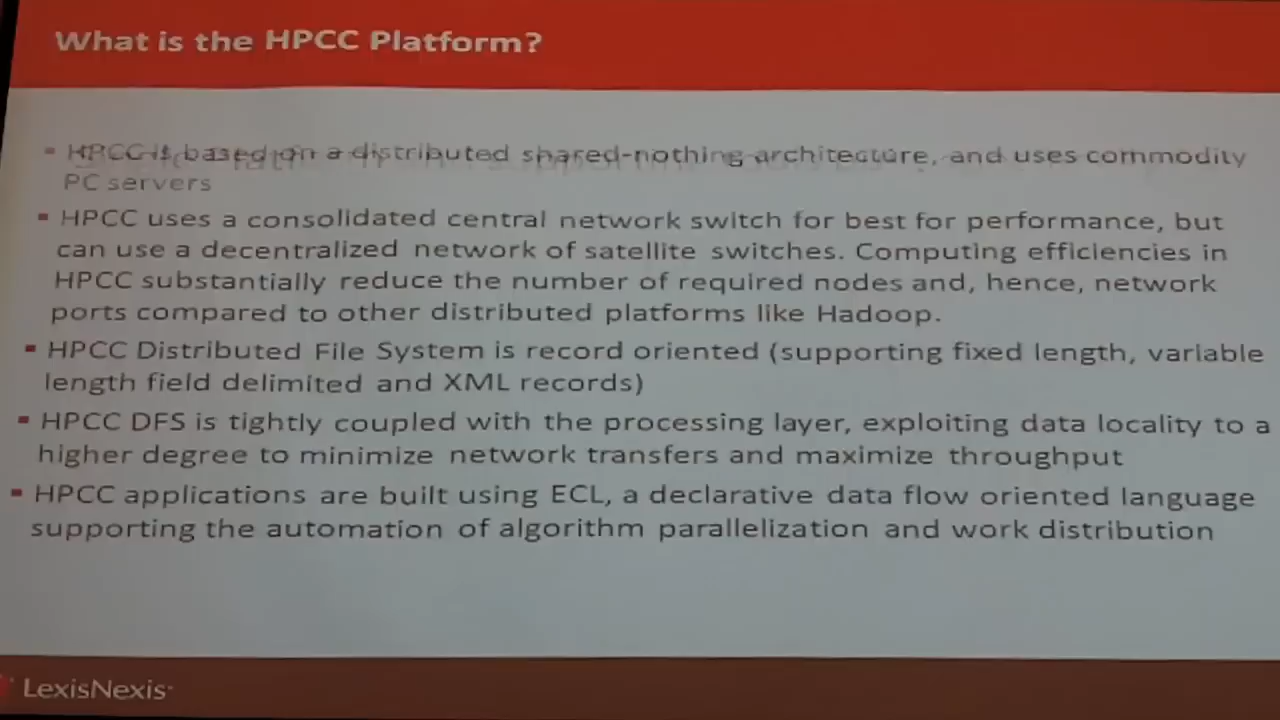 What is the HPCC Platform?
HPCC is based on a distributed shared-nothing architecture, and uses commodity
PC servers
HPCC uses a consolidated central network switch for best for performance, but
can use a decentralized network of satellite switches. Computing efficiencies in
HPCC substantially reduce the number of required nodes and, hence, network
ports compared to other distributed platforms like Hadoop.
HPCC Distributed File System is record oriented (supporting fixed length, variable
length field delimited and XML records)
HPCC DFS is tightly coupled with the processing layer, exploiting data locality to a
higher degree to minimize network transfers and maximize throughput
HPCC applications are built using ECL, a declarative data flow oriented language
supporting the automation of algorithm parallelization and work distribution
LexisNexis